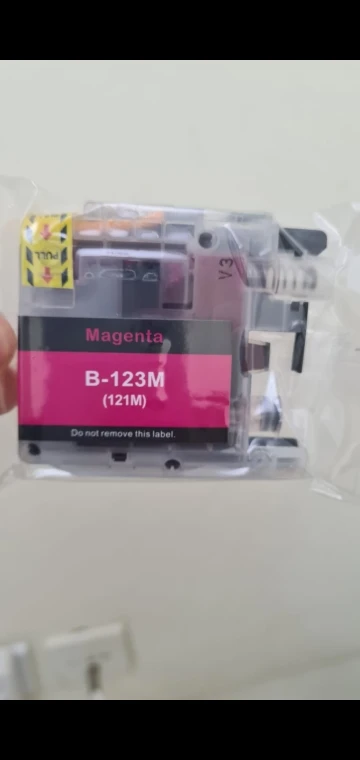 PULL
V3
Magenta
B-123M
(121M)
Do not remove this label.